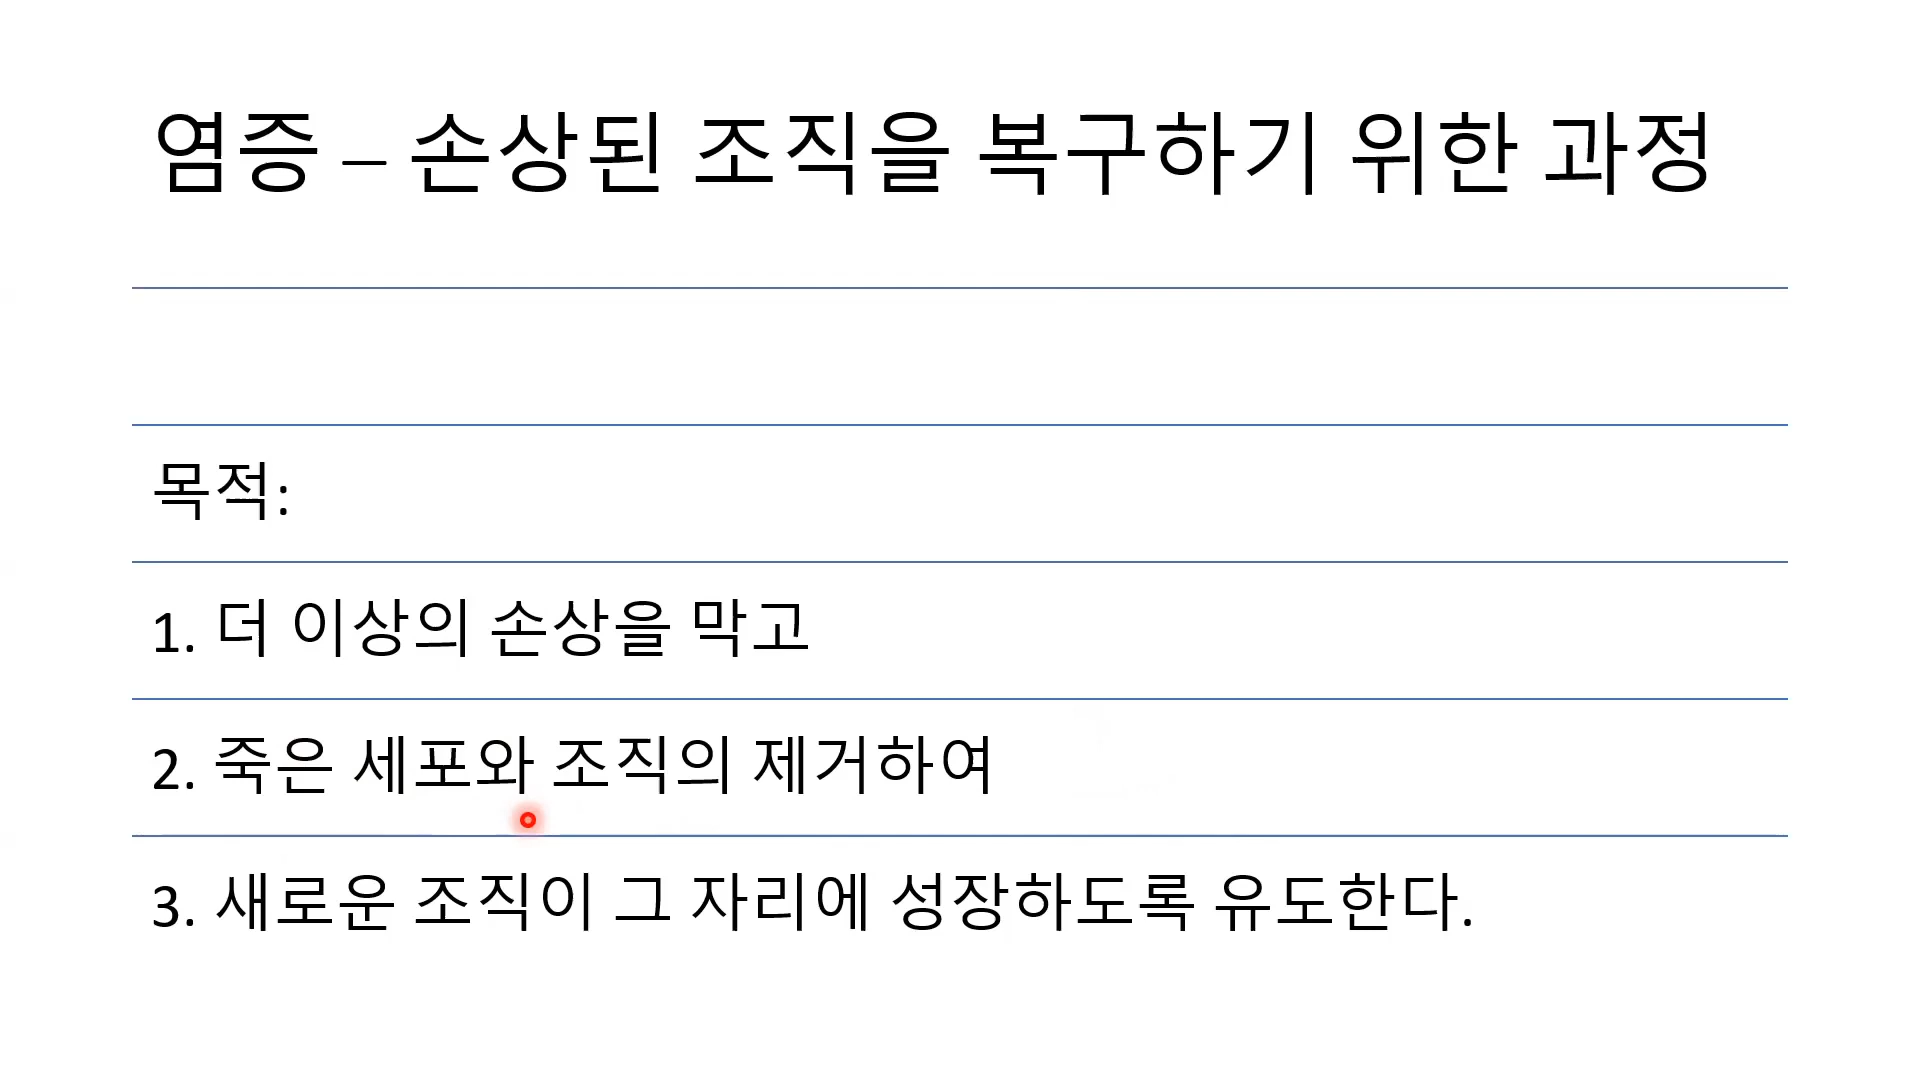 염증 – 손상된 조직을 복구하기 위한 과정
목적:
1. 더 이상의 손상을 막고
2. 죽은 세포와 조직의 제거하여
3. 새로운 조직이 그 자리에 성장하도록 유도한다.